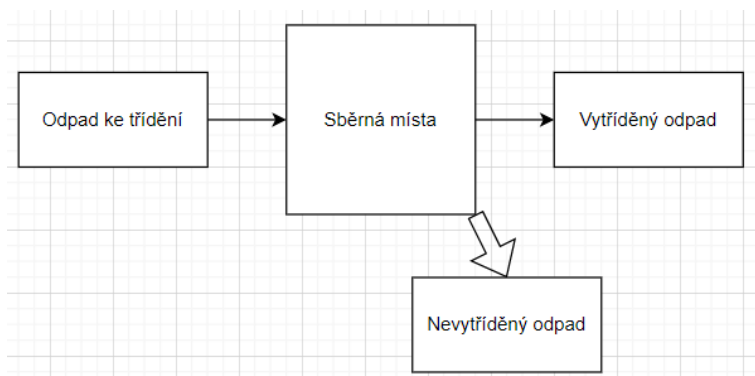 Odpad ke třídění
Sběrná místa
Vytříděný odpad
Nevytříděný odpad